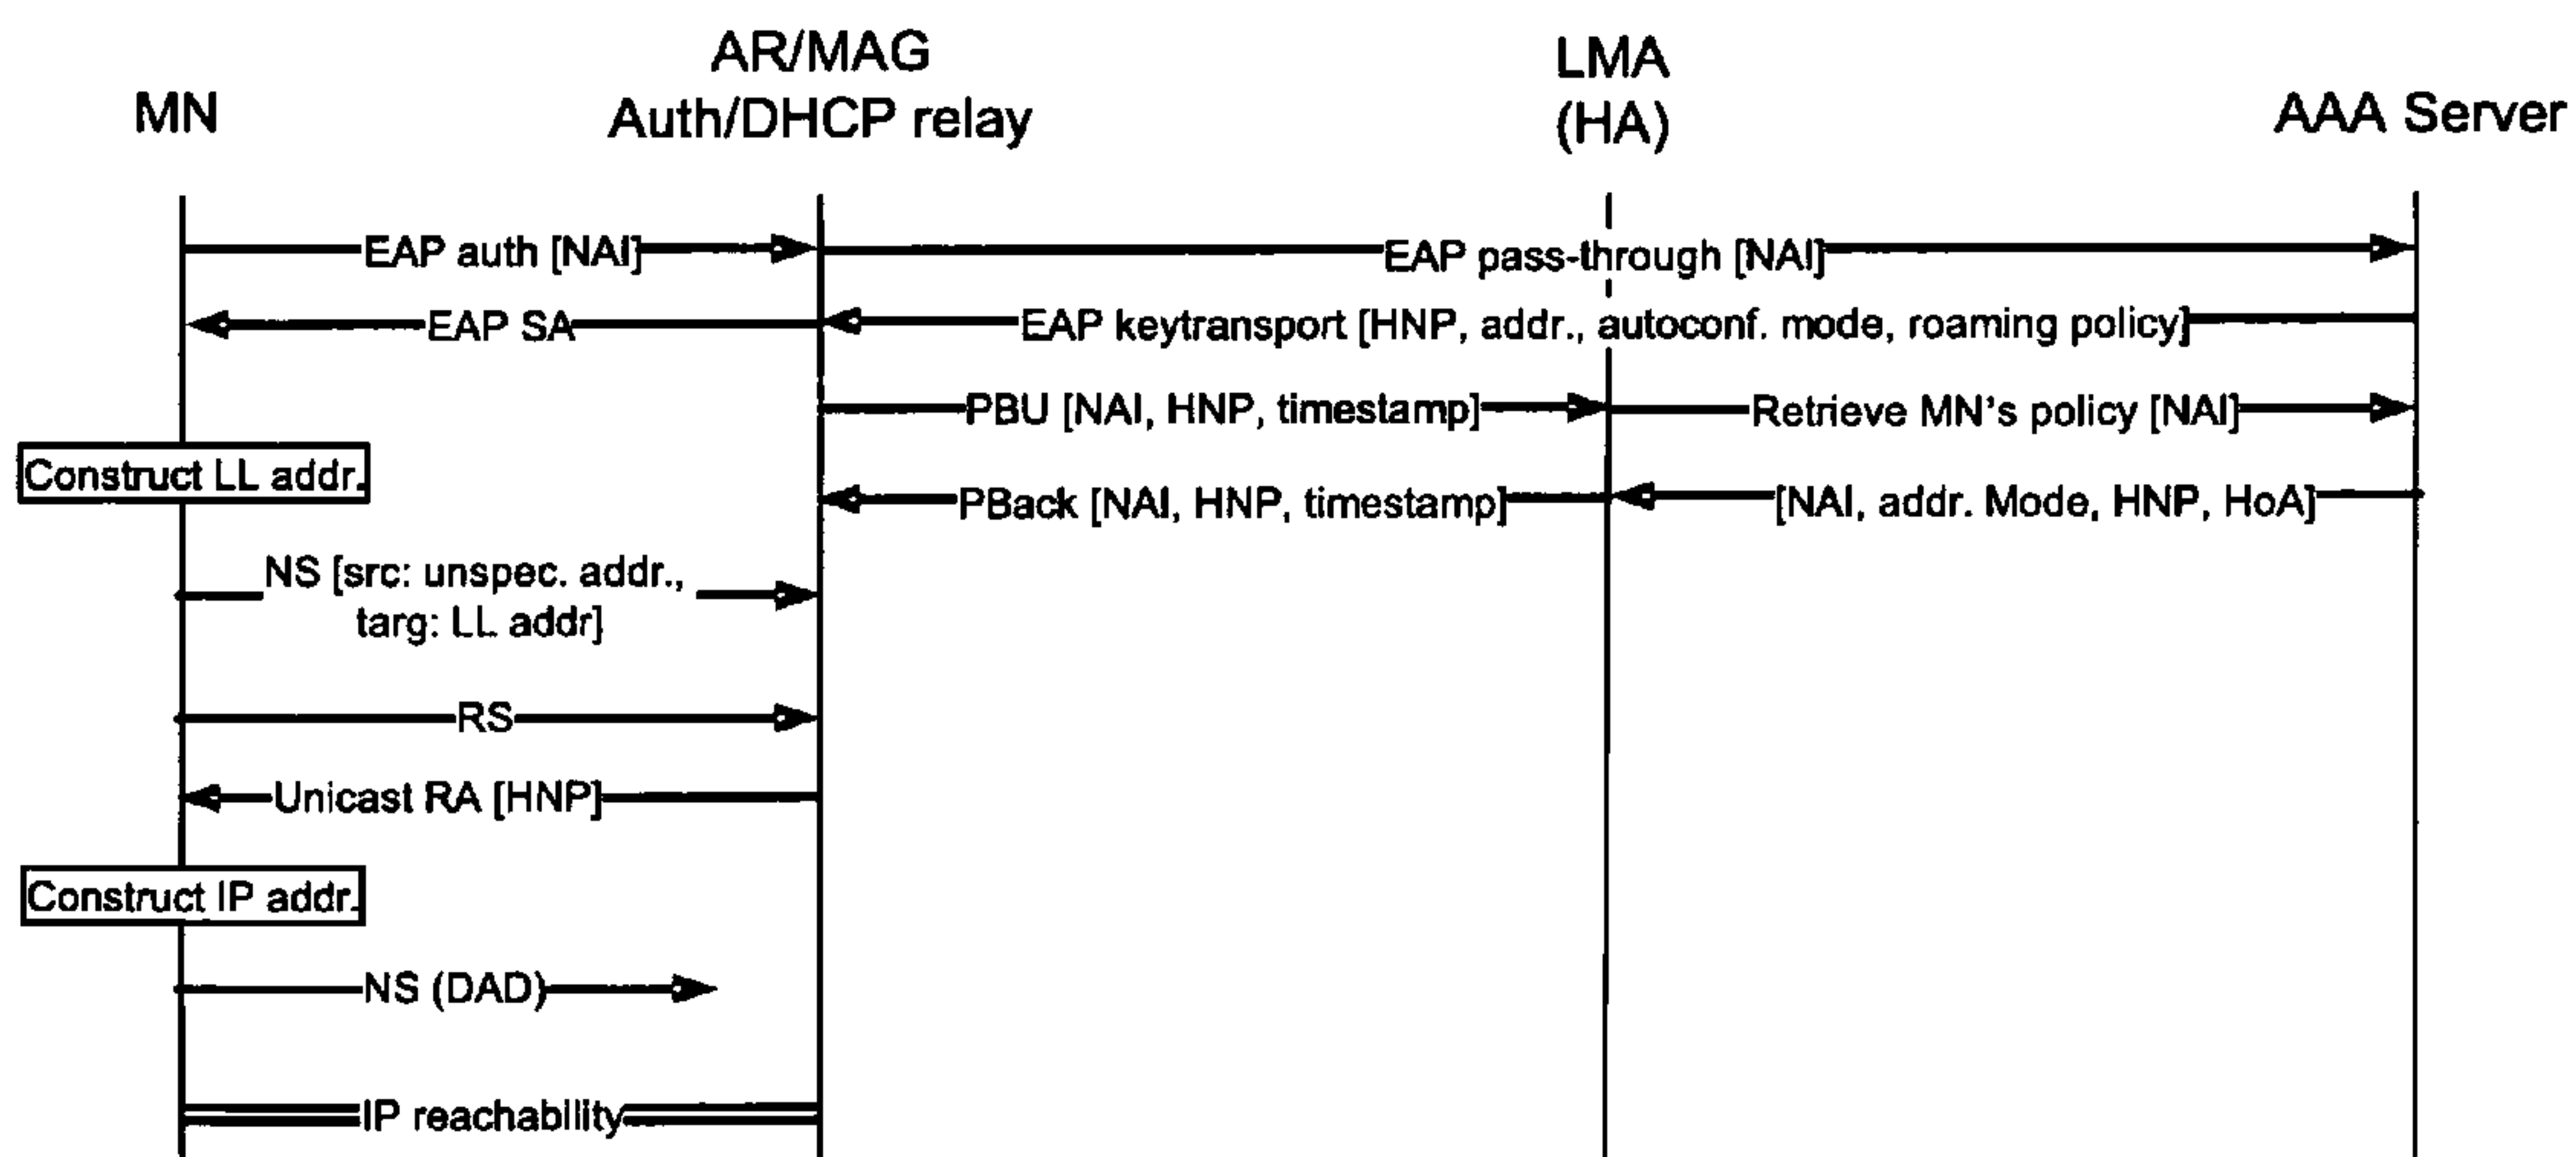 MN
AR/MAG
Auth/DHCP relay
LMA
(HA)
AAA Server
EAP auth [NAI]
EAP pass-through [NAI]
EAP SA
EAP keytransport [HNP, addr., autoconf. mode, roaming policy]
PBU [NAI, HNP, timestamp]
Retrieve MN's policy [NAI]
Construct LL addr.
PBack [NAI, HNP, timestamp]
[NAI, addr. Mode, HNP, HoA]
NS [src: unspec. addr.,
targ: LL addr]
RS
Unicast RA [HNP]
Construct IP addr.
NS (DAD)
IP reachability